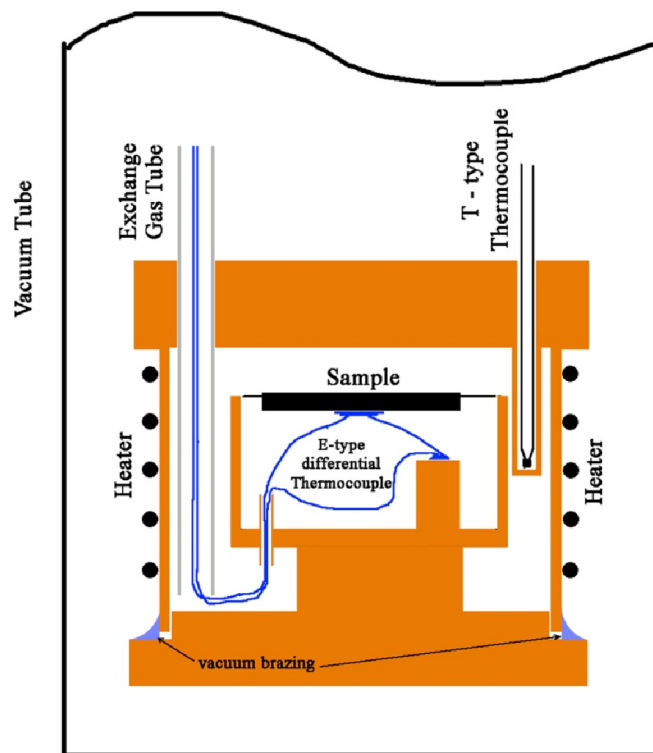 Vacuum Tube
Exchange
Gas Tube
T - type
Thermocouple
Sample
E-type
differential
Thermocouple
Heater
Heater
vacuum brazing